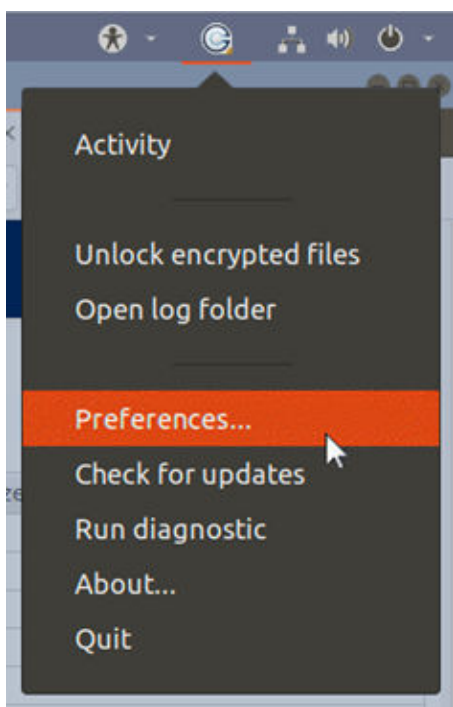 Activity
Unlock encrypted files
Open log folder
Preferences...
Check for updates
Run diagnostic
About...
Quit